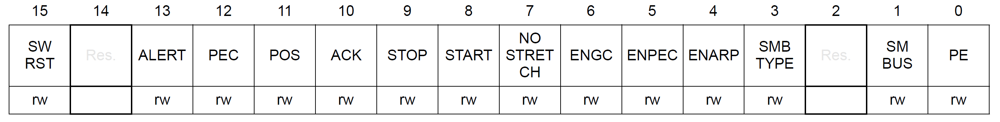 15 14 13 12 11 10 9 8 7 6 5 4 3 2 1 0
SW RST Res. ALERT PEC POS ACK STOP START NO STRET CH ENGC ENPEC ENARP SMB TYPE Res. SM BUS PE
rw rw rw rw rw rw rw rw rw rw rw rw rw rw